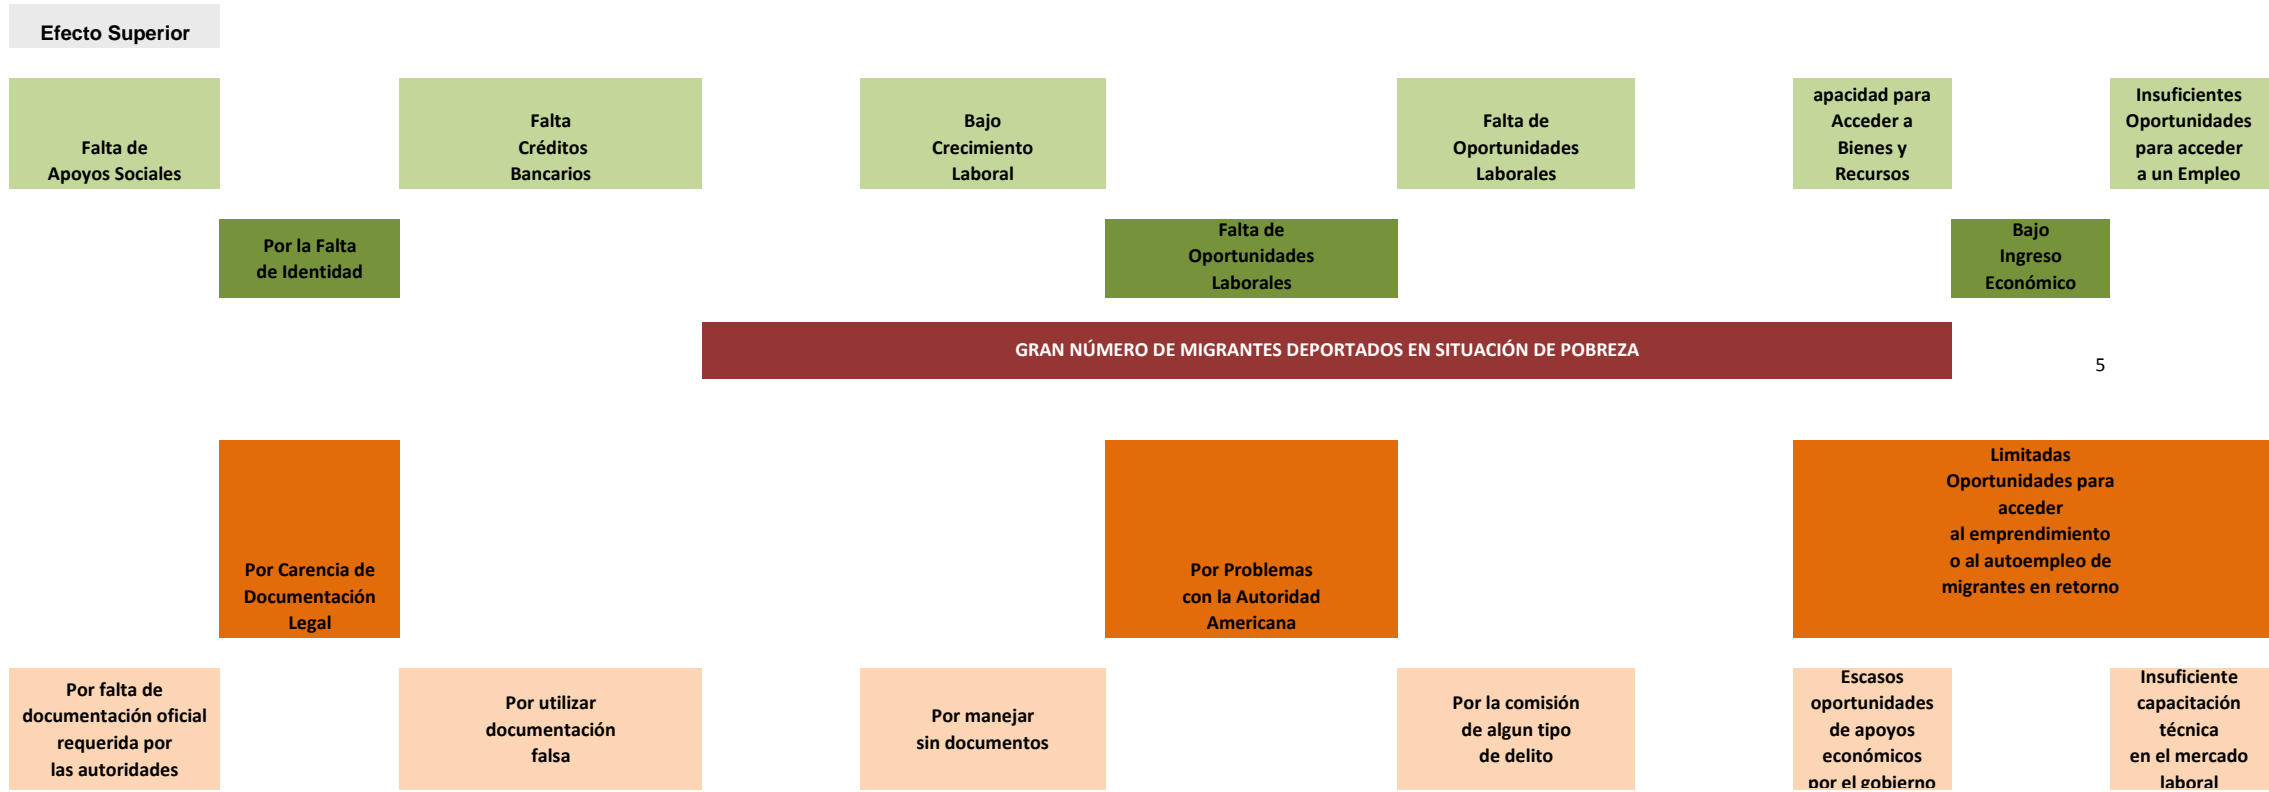 Efecto Superior
Falta de
Apoyos Sociales
Falta
Créditos
Bancarios
Bajo
Crecimiento
Laboral
Falta de
Oportunidades
Laborales
apacidad para
Acceder a
Bienes y
Recursos
Insuficientes
Oportunidades
para acceder
a un Empleo
Por la Falta
de Identidad
Falta de
Oportunidades
Laborales
Bajo
Ingreso
Económico
GRAN NÚMERO DE MIGRANTES DEPORTADOS EN SITUACIÓN DE POBREZA
5
Por Carencia de
Documentación
Legal
Por Problemas
con la Autoridad
Americana
Limitadas
Oportunidades para
acceder
al emprendimiento
o al autoempleo de
migrantes en retorno
Por falta de
documentación oficial
requerida por
las autoridades
Por utilizar
documentación
falsa
Por manejar
sin documentos
Por la comisión
de algun tipo
de delito
Escasos
oportunidades
de apoyos
económicos
por el gobierno
Insuficiente
capacitación
técnica
en el mercado
laboral